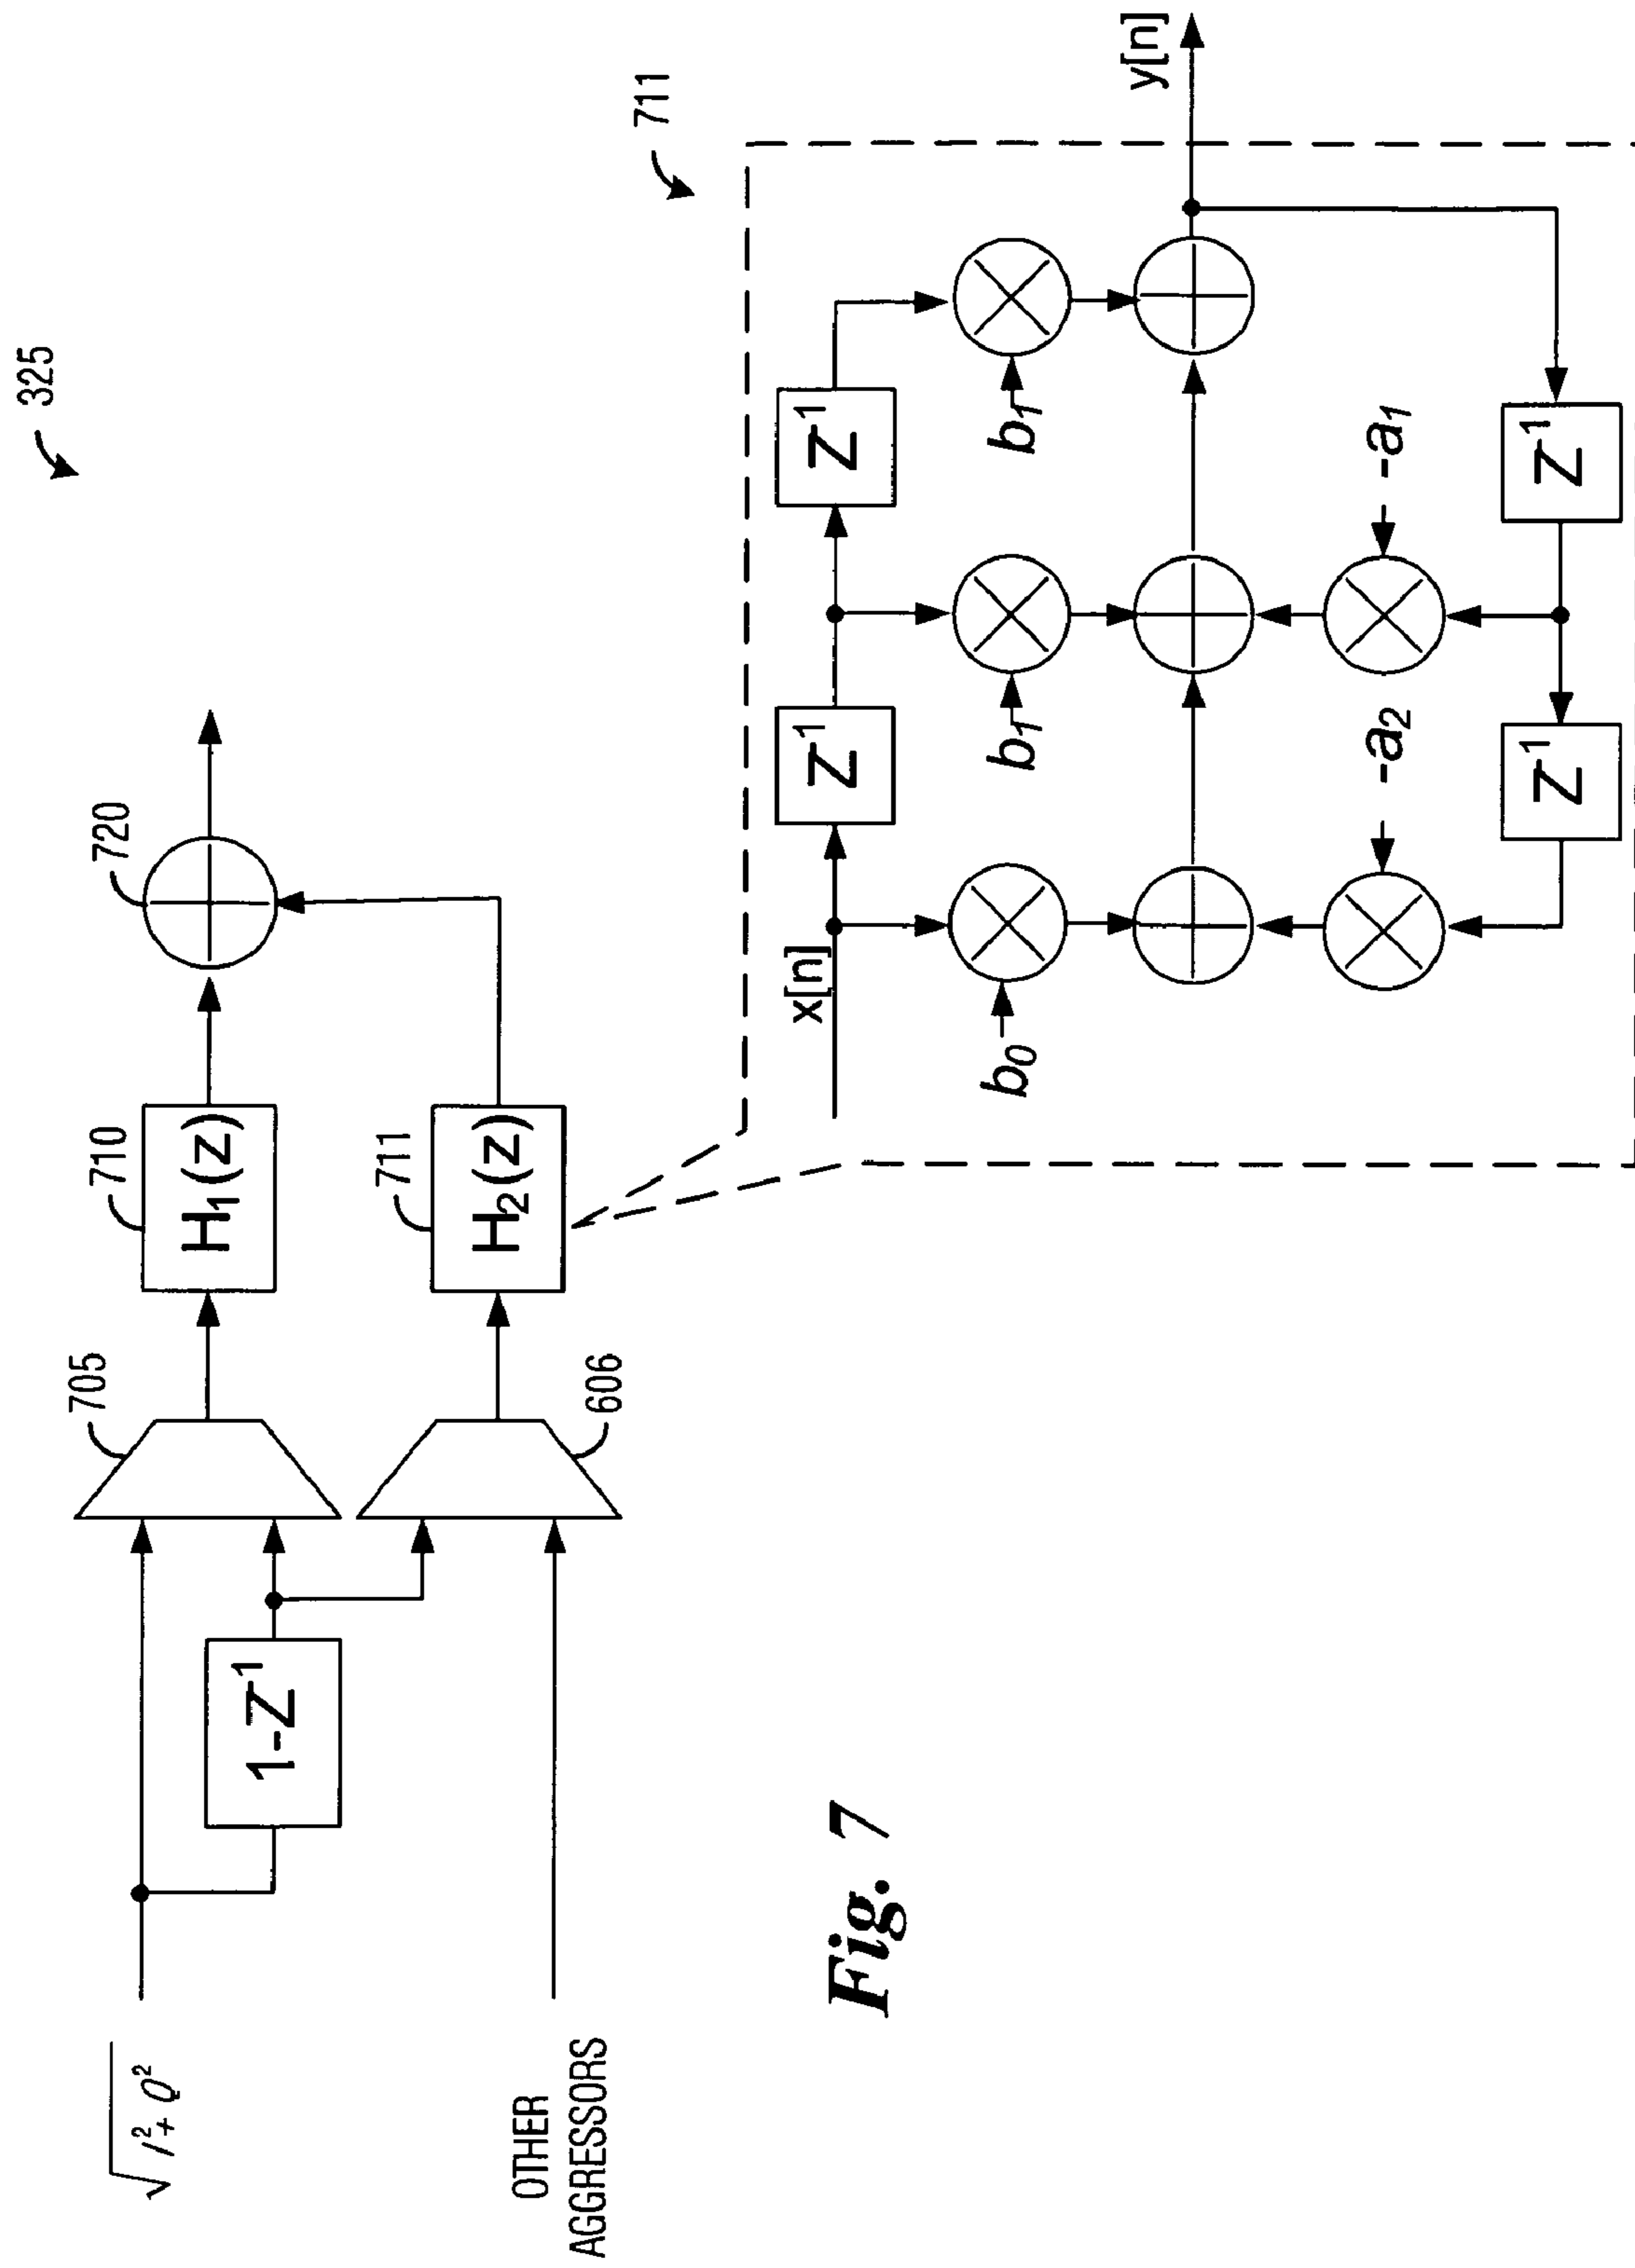 325
√I²+Q²
1-Z⁻¹
OTHER
AGGRESSORS
705
606
710
H₁(z)
711
H₂(z)
720
711
x[n]
Z⁻¹
Z⁻¹
b₀
b₁
b₁
y[n]
-a₂
-a₁
Z⁻¹
Z⁻¹
Fig. 7